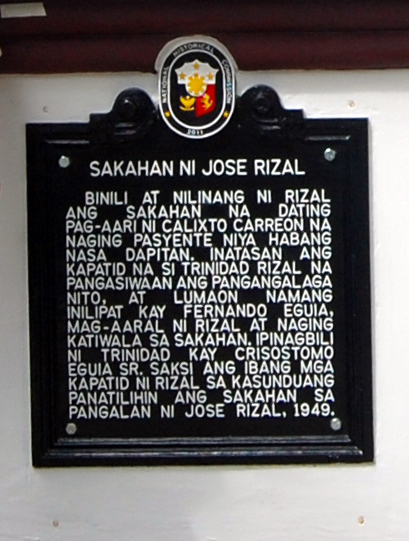 NATIONAL HISTORICAL COMMISSION
2011
SAKAHAN NI JOSE RIZAL
BINILI AT NILINANG NI RIZAL
ANG SAKAHAN NA DATING
PAG-AARI NI CALIXTO CARREON NA
NAGING PASYENTE NIYA HABANG
NASA DAPITAN. INATASAN ANG
KAPATID NA SI TRINIDAD RIZAL NA
PANGASIWAAN ANG PANGANGALAGA
NITO, AT LUMAON NAMANG
INILIPAT KAY FERNANDO EGUIA,
MAG-AARAL NI RIZAL AT NAGING
KATIWALA SA SAKAHAN. IPINAGBILI
NI TRINIDAD KAY CRISOSTOMO
EGUIA SR. SAKSI ANG IBANG MGA
KAPATID NI RIZAL SA KASUNDUANG
PANATILIHIN ANG SAKAHAN SA
PANGALAN NI JOSE RIZAL, 1949.